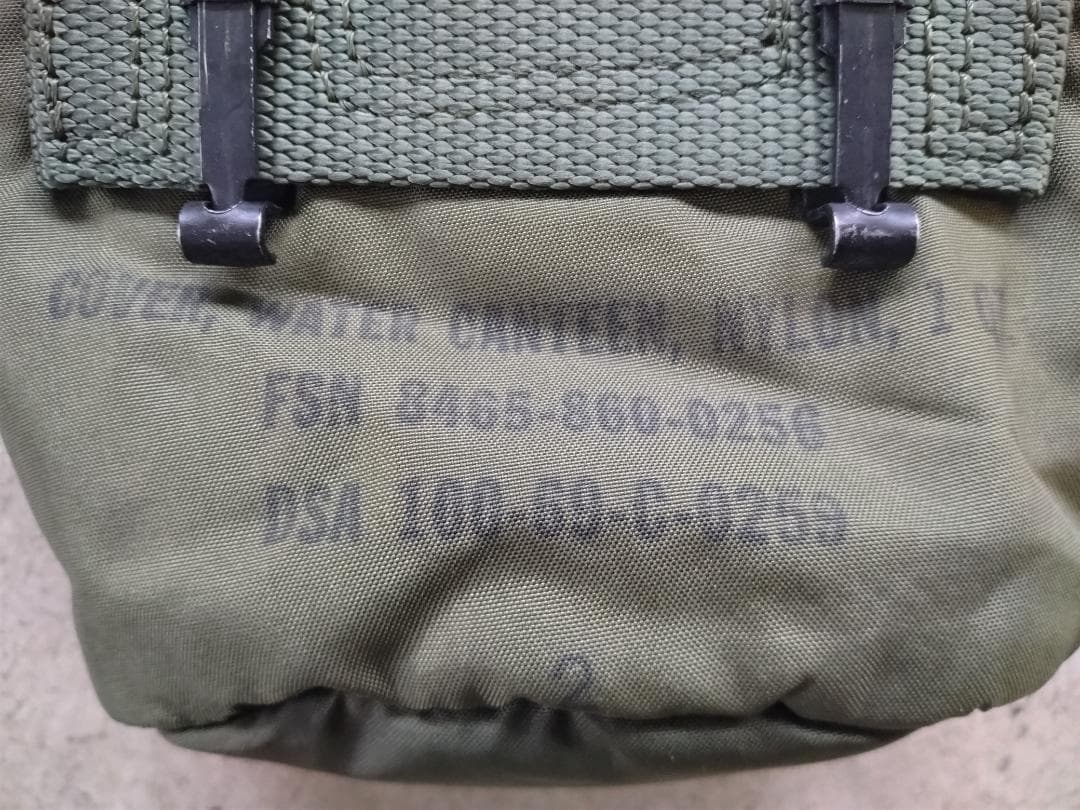 COVER, WATER CANTEEN, NYLON, 1
FSN 8465-860-0256
DSA 100-69-C-0259
2